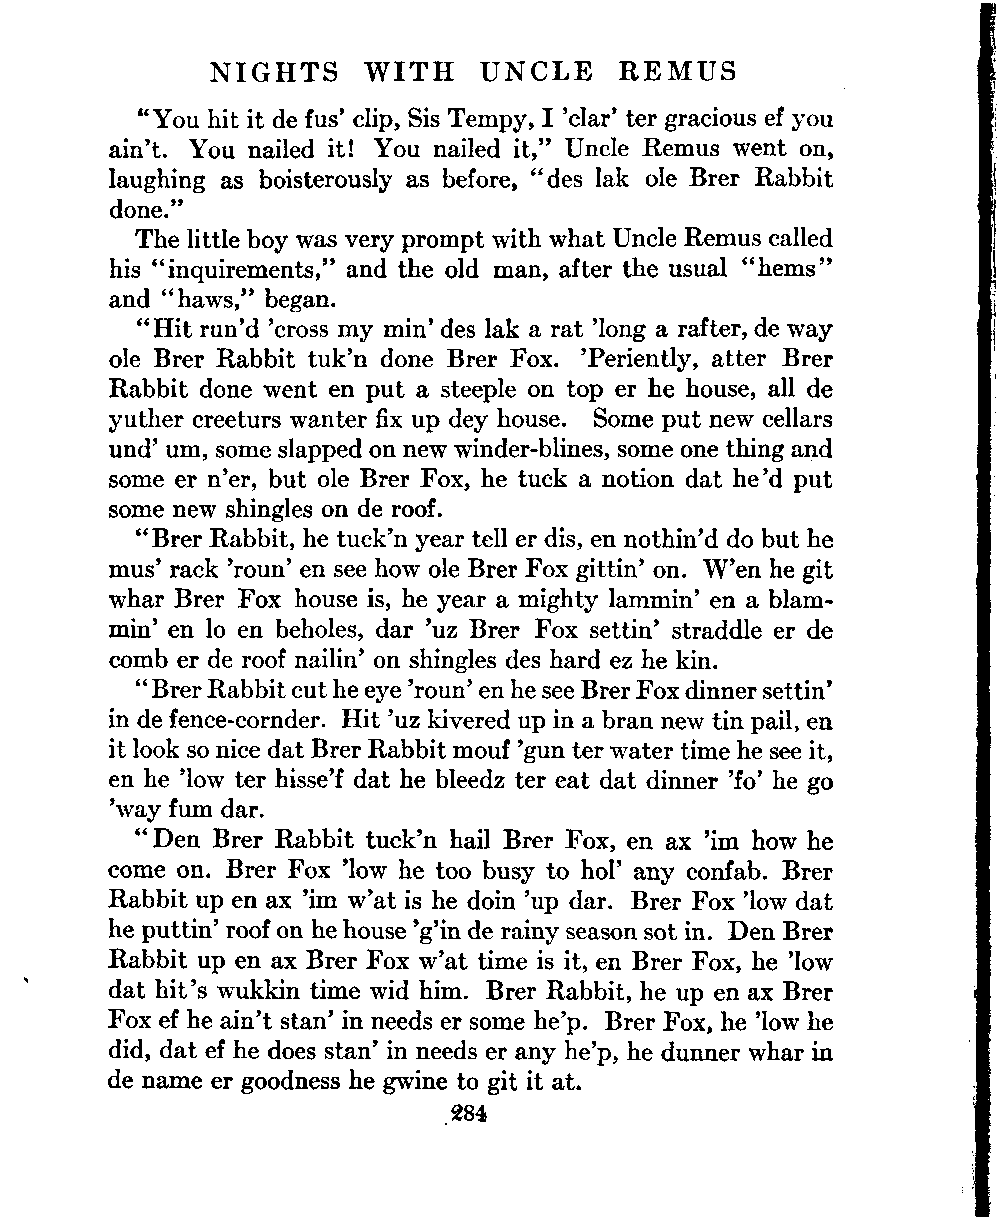 NIGHTS WITH UNCLE REMUS
“You hit it de fus’ clip, Sis Tempy, I ’clar’ ter gracious ef you
ain’t. You nailed it! You nailed it,” Uncle Remus went on,
laughing as boisterously as before, “des lak ole Brer Rabbit
done.”
The little boy was very prompt with what Uncle Remus called
his “inquirements,” and the old man, after the usual “hems”
and “haws,” began.
“Hit run’d ’cross my min’ des lak a rat ’long a rafter, de way
ole Brer Rabbit tuk’n done Brer Fox. ’Periently, atter Brer
Rabbit done went en put a steeple on top er he house, all de
yuther creeturs wanter fix up dey house. Some put new cellars
und’ um, some slapped on new winder-blines, some one thing and
some er n’er, but ole Brer Fox, he tuck a notion dat he’d put
some new shingles on de roof.
“Brer Rabbit, he tuck’n year tell er dis, en nothin’d do but he
mus’ rack ’roun’ en see how ole Brer Fox gittin’ on. W’en he git
whar Brer Fox house is, he year a mighty lammin’ en a blam-
min’ en lo en beholes, dar ’uz Brer Fox settin’ straddle er de
comb er de roof nailin’ on shingles des hard ez he kin.
“Brer Rabbit cut he eye ’roun’ en he see Brer Fox dinner settin’
in de fence-cornder. Hit ’uz kivered up in a bran new tin pail, en
it look so nice dat Brer Rabbit mouf ’gun ter water time he see it,
en he ’low ter hisse’f dat he bleedz ter eat dat dinner ’fo’ he go
’way fum dar.
“Den Brer Rabbit tuck’n hail Brer Fox, en ax ’im how he
come on. Brer Fox ’low he too busy to hol’ any confab. Brer
Rabbit up en ax ’im w’at is he doin ’up dar. Brer Fox ’low dat
he puttin’ roof on he house ’g’in de rainy season sot in. Den Brer
Rabbit up en ax Brer Fox w’at time is it, en Brer Fox, he ’low
dat hit’s wukkin time wid him. Brer Rabbit, he up en ax Brer
Fox ef he ain’t stan’ in needs er some he’p. Brer Fox, he ’low he
did, dat ef he does stan’ in needs er any he’p, he dunner whar in
de name er goodness he gwine to git it at.
284